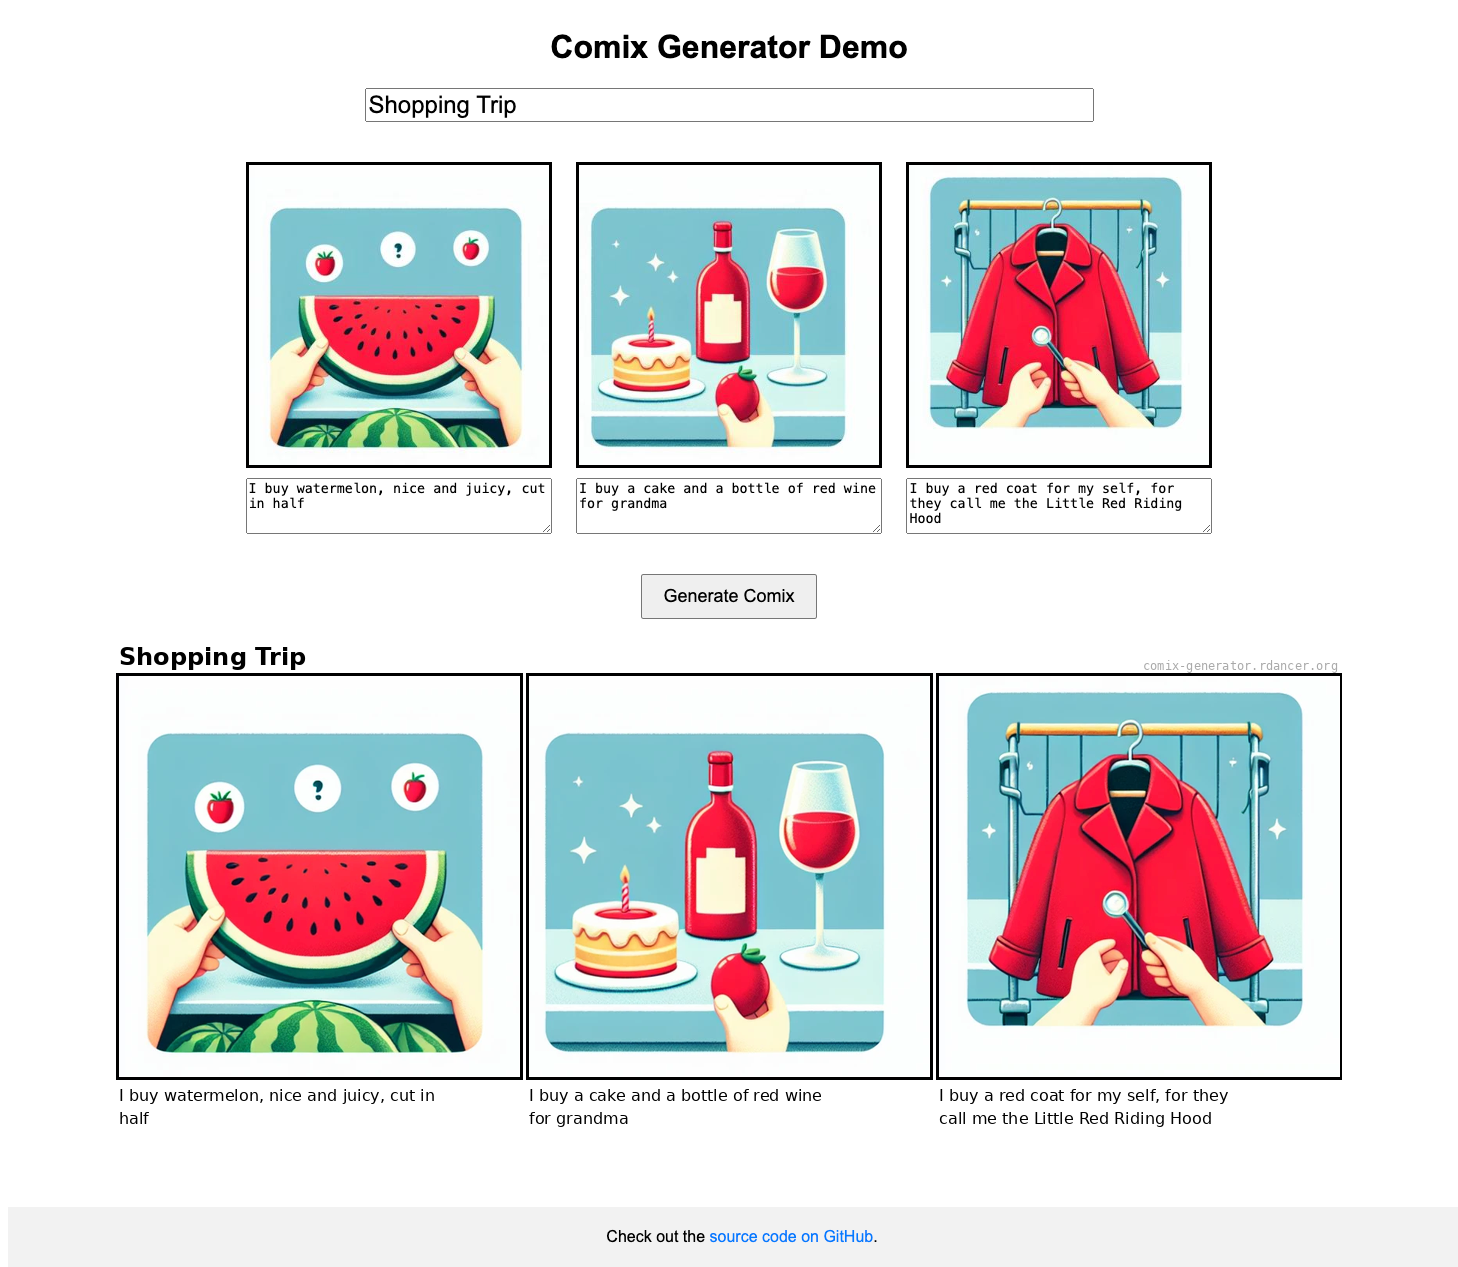 Comix Generator Demo
Shopping Trip
?
?
I buy watermelon, nice and juicy, cut
in half
I buy a cake and a bottle of red wine
for grandma
I buy a red coat for my self, for
they call me the Little Red Riding
Hood
Generate Comix
Shopping Trip
comix-generator.rdancer.org
I buy watermelon, nice and juicy, cut in
half
I buy a cake and a bottle of red wine
for grandma
I buy a red coat for my self, for they
call me the Little Red Riding Hood
Check out the source code on GitHub.